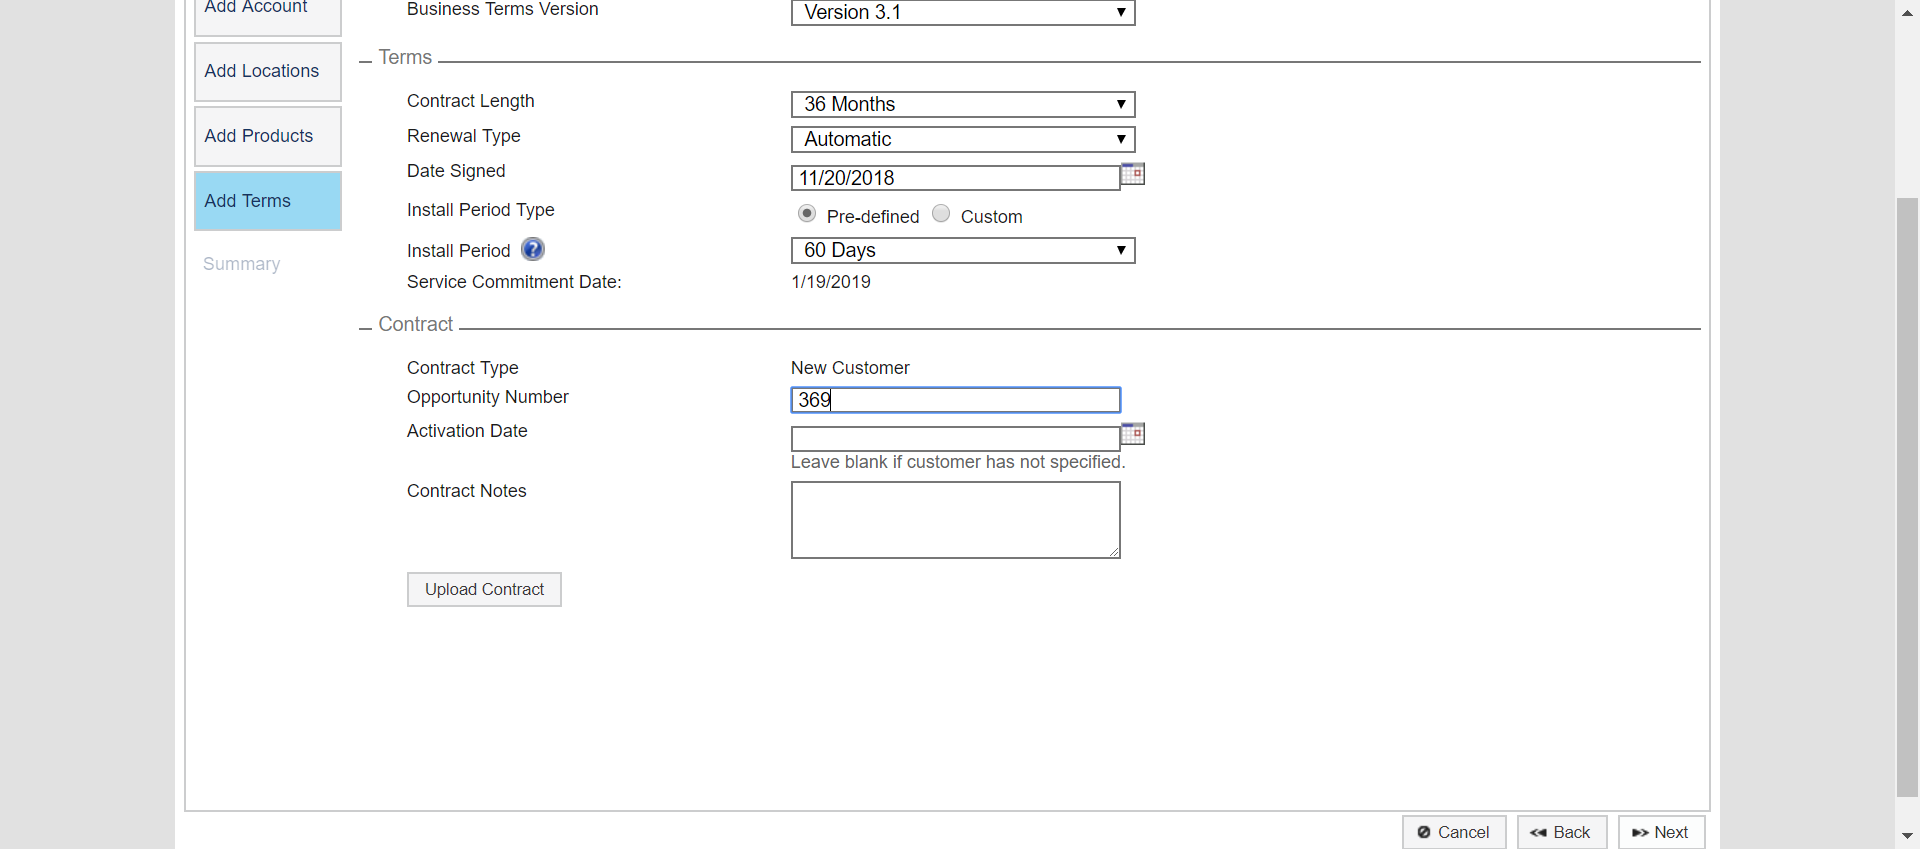 Add Account
Business Terms Version
Version 3.1
Add Locations
Terms
Contract Length
36 Months
Add Products
Renewal Type
Automatic
Date Signed
11/20/2018
Add Terms
Install Period Type
Pre-defined
Custom
Install Period
60 Days
Summary
Service Commitment Date:
1/19/2019
Contract
Contract Type
New Customer
Opportunity Number
369
Activation Date
Leave blank if customer has not specified.
Contract Notes
Upload Contract
Cancel
Back
Next